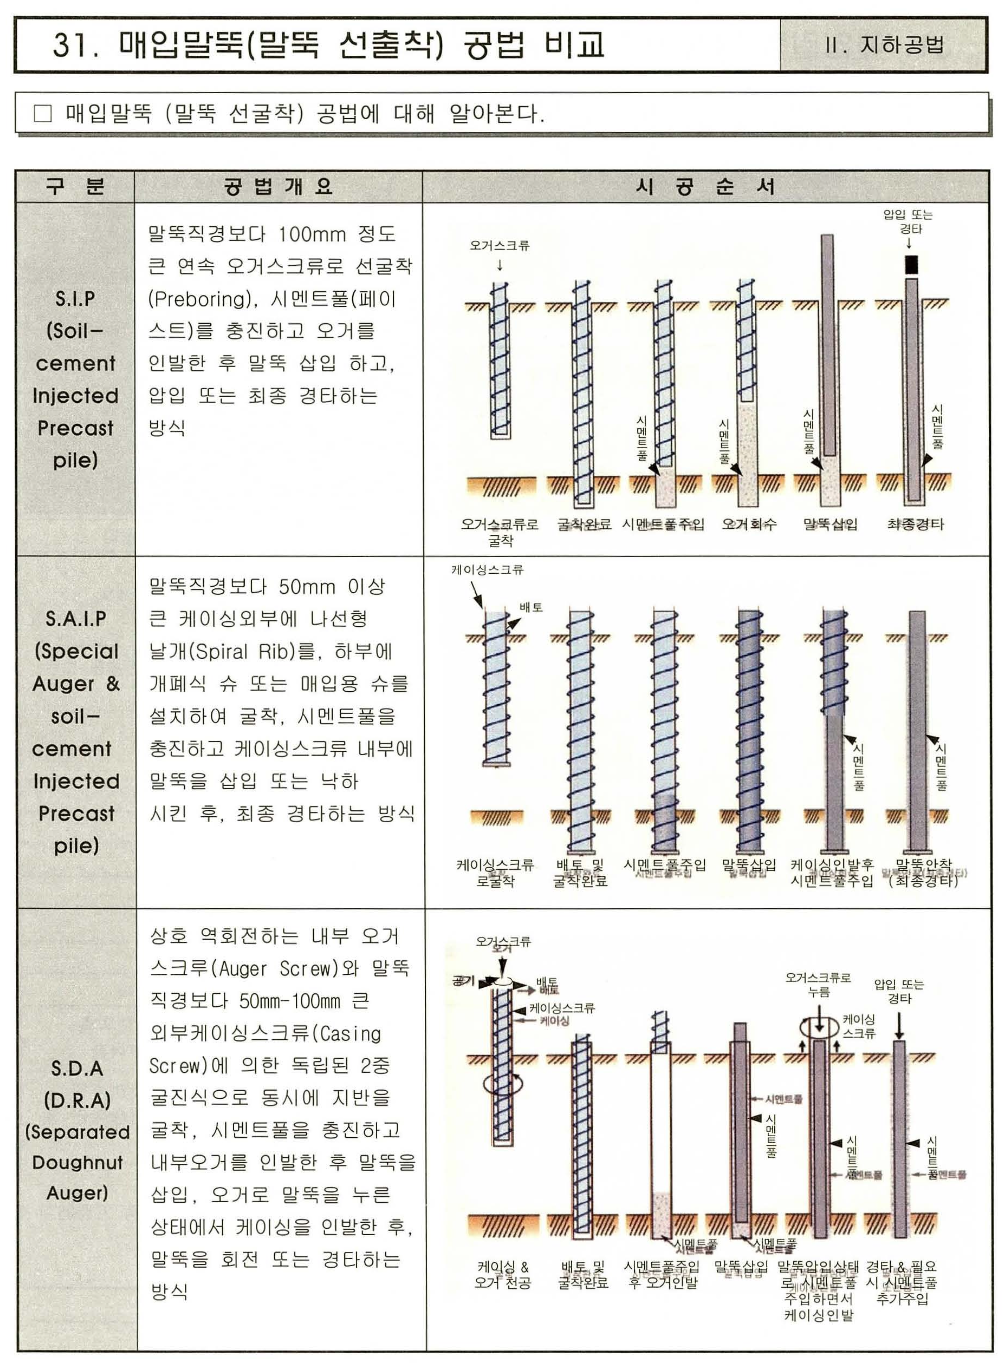 31. 매입말뚝(말뚝 선출착) 공법 비교
II. 지하공법
□ 매입말뚝 (말뚝 선굴착) 공법에 대해 알아본다.
구 분
공 법 개 요
시 공 순 서
S.I.P
(Soil-
cement
Injected
Precast
pile)
말뚝직경보다 100mm 정도
큰 연속 오거스크류로 선굴착
(Preboring), 시멘트풀(페이
스트)를 충진하고 오거를
인발한 후 말뚝 삽입 하고,
압입 또는 최종 경타하는
방식
오거스크류
압입 또는
경타
시멘트풀
시멘트풀
시멘트풀
시멘트풀
오거스크류로
굴착
굴착완료
시멘트풀주입
오거회수
말뚝삽입
최종경타
S.A.I.P
(Special
Auger &
soil-
cement
Injected
Precast
pile)
말뚝직경보다 50mm 이상
큰 케이싱외부에 나선형
날개(Spiral Rib)를, 하부에
개폐식 슈 또는 매입용 슈를
설치하여 굴착, 시멘트풀을
충진하고 케이싱스크류 내부에
말뚝을 삽입 또는 낙하
시킨 후, 최종 경타하는 방식
케이싱스크류
배토
시멘트풀
시멘트풀
케이싱스크류
로굴착
배토 및
굴착완료
시멘트풀주입
말뚝삽입
케이싱인발후
시멘트풀주입
말뚝안착
(최종경타)
S.D.A
(D.R.A)
(Separated
Doughnut
Auger)
상호 역회전하는 내부 오거
스크루(Auger Screw)와 말뚝
직경보다 50mm-100mm 큰
외부케이싱스크류(Casing
Screw)에 의한 독립된 2중
굴진식으로 동시에 지반을
굴착, 시멘트풀을 충진하고
내부오거를 인발한 후 말뚝을
삽입, 오거로 말뚝을 누른
상태에서 케이싱을 인발한 후,
말뚝을 회전 또는 경타하는
방식
오거스크류
오거
공기
배토
배토
케이싱스크류
케이싱
오거스크류로
누름
케이싱
스크류
압입 또는
경타
시멘트풀
시멘트풀
시멘트풀
시멘트풀
시멘트풀
시멘트풀
시멘트풀
시멘트풀
시멘트풀
시멘트풀
케이싱 &
오거 천공
배토 및
굴착완료
시멘트풀주입
후 오거인발
말뚝삽입
말뚝압입상태
로 시멘트풀
주입하면서
케이싱인발
경타 & 필요
시 시멘트풀
추가주입